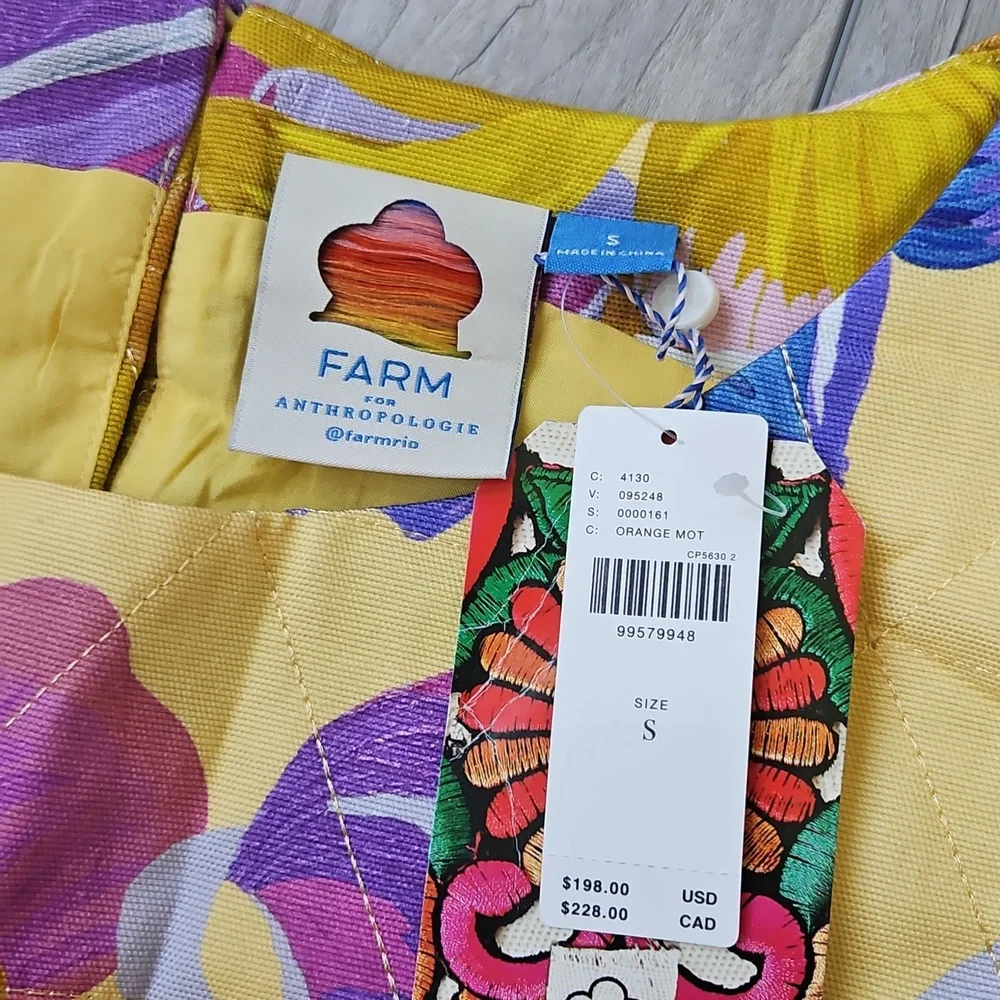 FARM
FOR
ANTHROPOLOGIE
@farmrio
S
MADE IN CHINA
C: 4130
V: 095248
S: 0000161
C: ORANGE MOT
CP5630 2
99579948
SIZE
S
$198.00 USD
$228.00 CAD